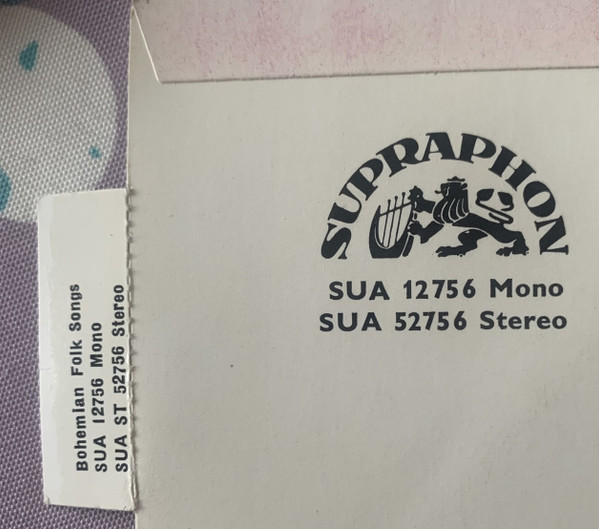 SUPRAPHON
SUA 12756 Mono
SUA 52756 Stereo
Bohemian Folk Songs
SUA 12756 Mono
SUA ST 52756 Stereo